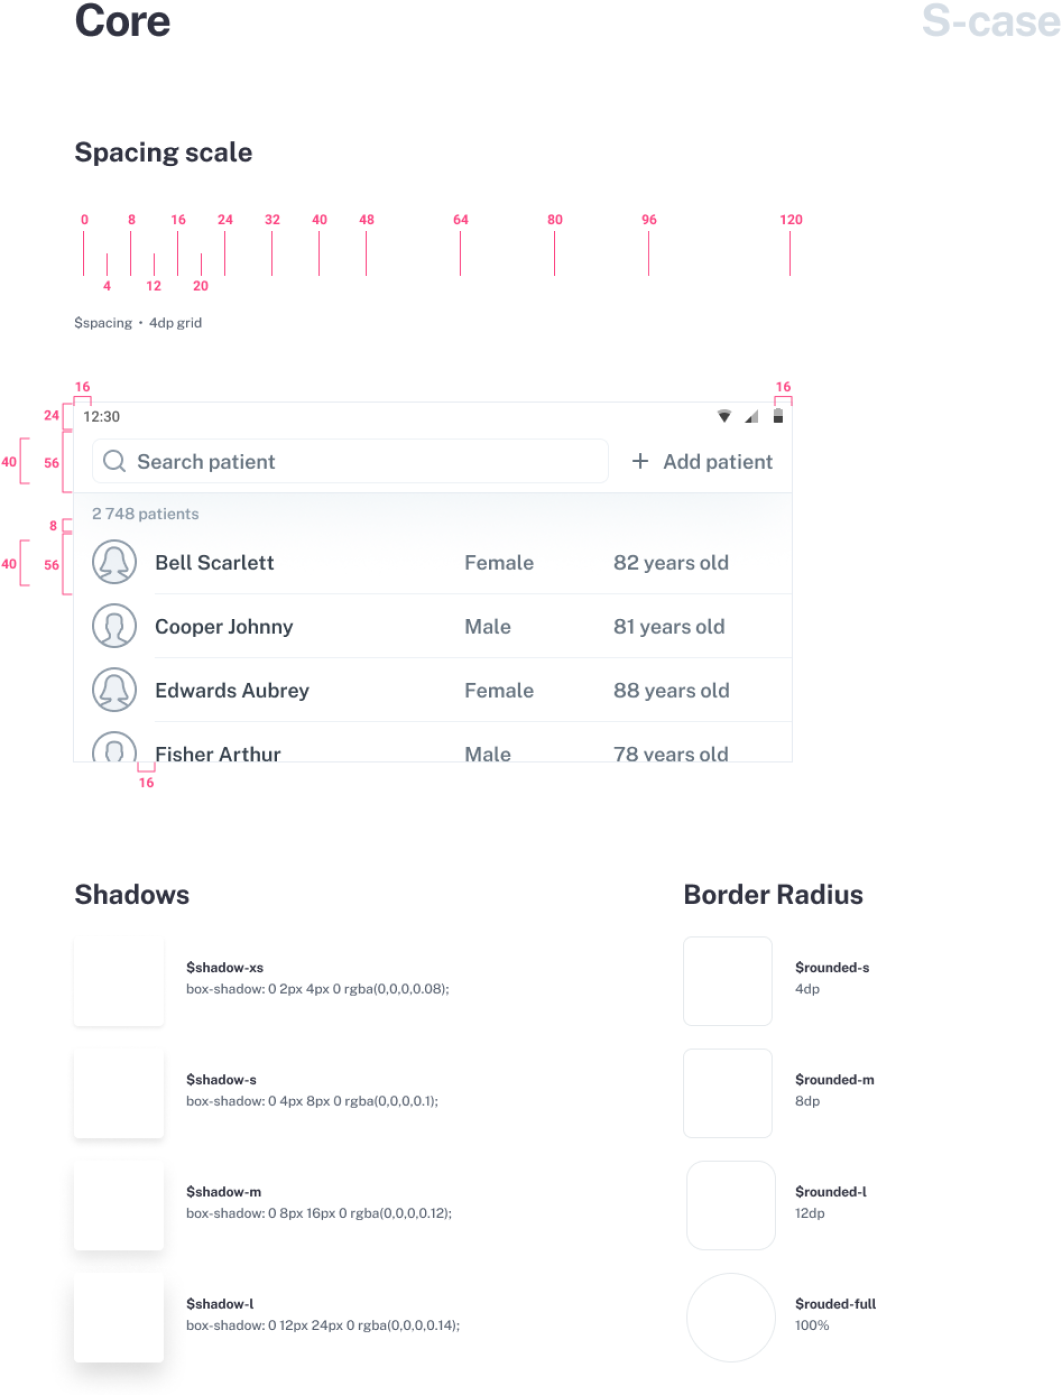 Core
S-case
Spacing scale
0 8 16 24 32 40 48 64 80 96 120
4 12 20
$spacing • 4dp grid
16 16
24 12:30
40 56 Search patient + Add patient
2 748 patients
8
40 56 Bell Scarlett Female 82 years old
Cooper Johnny Male 81 years old
Edwards Aubrey Female 88 years old
Fisher Arthur Male 78 years old
16
Shadows
$shadow-xs
box-shadow: 0 2px 4px 0 rgba(0,0,0,0.08);
$shadow-s
box-shadow: 0 4px 8px 0 rgba(0,0,0,0.1);
$shadow-m
box-shadow: 0 8px 16px 0 rgba(0,0,0,0.12);
$shadow-l
box-shadow: 0 12px 24px 0 rgba(0,0,0,0.14);
Border Radius
$rounded-s
4dp
$rounded-m
8dp
$rounded-l
12dp
$rouded-full
100%